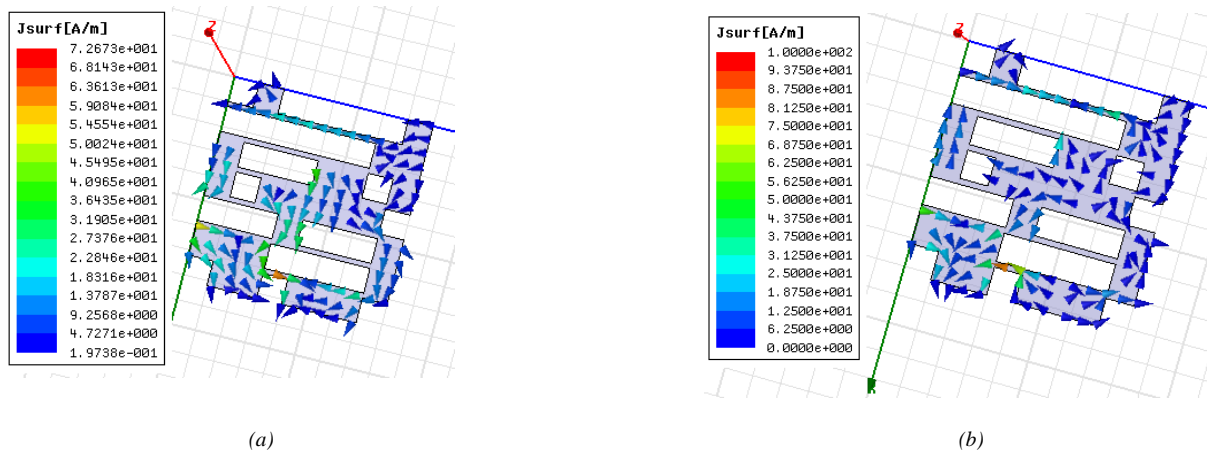 Jsurf[A/m]
7.2673e+001
6.8143e+001
6.3613e+001
5.9084e+001
5.4554e+001
5.0024e+001
4.5495e+001
4.0965e+001
3.6435e+001
3.1905e+001
2.7376e+001
2.2846e+001
1.8316e+001
1.3787e+001
9.2568e+000
4.7271e+000
1.9738e-001
Z
(a)
Jsurf[A/m]
1.0000e+002
9.3750e+001
8.7500e+001
8.1250e+001
7.5000e+001
6.8750e+001
6.2500e+001
5.6250e+001
5.0000e+001
4.3750e+001
3.7500e+001
3.1250e+001
2.5000e+001
1.8750e+001
1.2500e+001
6.2500e+000
0.0000e+000
Z
(b)